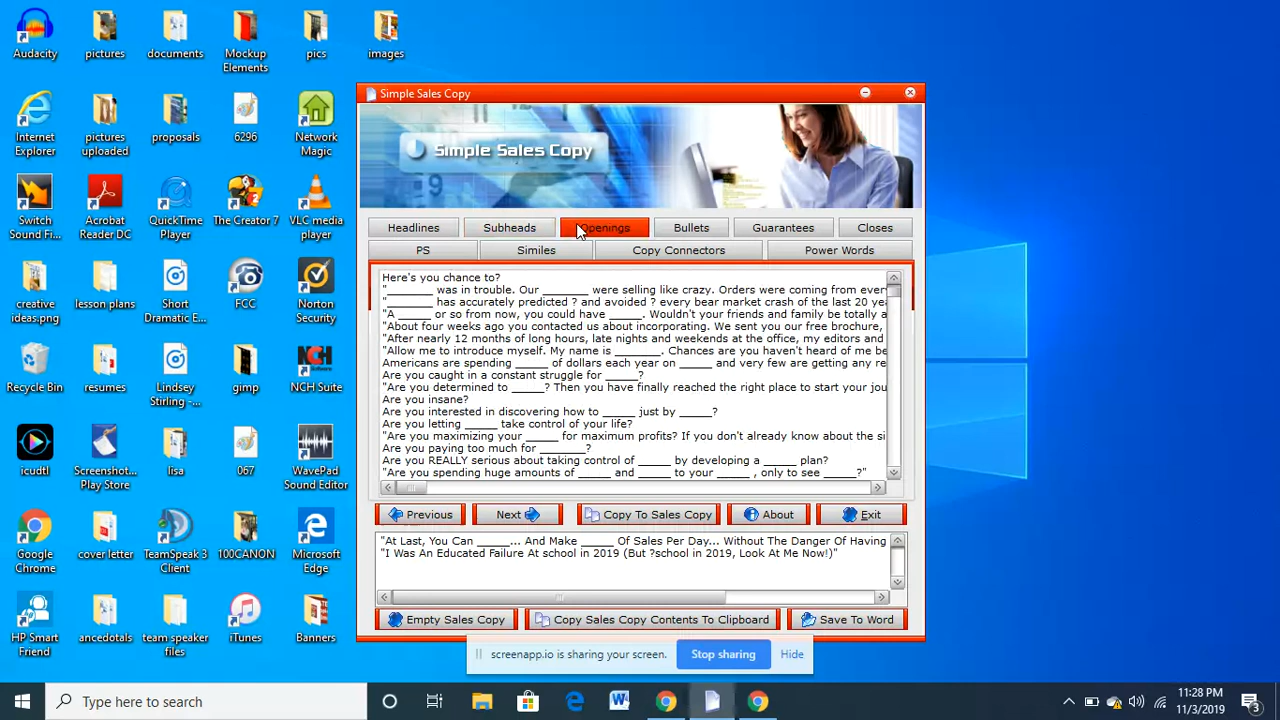 Audacity
pictures
documents
Mockup
Elements
pics
images
Internet
Explorer
pictures
uploaded
proposals
6296
Network
Magic
Switch
Sound Fi...
Acrobat
Reader DC
QuickTime
Player
The Creator 7
VLC media
player
creative
ideas.png
lesson plans
Short
Dramatic E...
FCC
Norton
Security
Recycle Bin
resumes
Lindsey
Stirling -...
gimp
NCH Suite
icudtl
Screenshot...
Play Store
lisa
067
WavePad
Sound Editor
Google
Chrome
cover letter
TeamSpeak 3
Client
100CANON
Microsoft
Edge
HP Smart
Friend
ancedotals
team speaker
files
iTunes
Banners
Simple Sales Copy
Simple Sales Copy
Headlines Subheads Openings Bullets Guarantees Closes
PS Similes Copy Connectors Power Words
Here's you chance to?
"_______ was in trouble. Our _______ were selling like crazy. Orders were coming from every
"_______ has accurately predicted ? and avoided ? every bear market crash of the last 20 yea
"A _____ or so from now, you could have _____. Wouldn't your friends and family be totally a
"About four weeks ago you contacted us about incorporating. We sent you our free brochure,
"After nearly 12 months of long hours, late nights and weekends at the office, my editors and
"Allow me to introduce myself. My name is _______. Chances are you haven't heard of me be
Americans are spending _____ of dollars each year on _____ and very few are getting any re
Are you caught in a constant struggle for _____?
"Are you determined to _____? Then you have finally reached the right place to start your jou
Are you insane?
Are you interested in discovering how to _____ just by _____?
Are you letting _____ take control of your life?
"Are you maximizing your _____ for maximum profits? If you don't already know about the si
Are you paying too much for _______?
Are you REALLY serious about taking control of _____ by developing a _____ plan?
"Are you spending huge amounts of _____ and _____ to your _____ , only to see _____?"
Previous Next Copy To Sales Copy About Exit
"At Last, You Can _____... And Make _____ Of Sales Per Day... Without The Danger Of Having
"I Was An Educated Failure At school in 2019 (But ?school in 2019, Look At Me Now!)"
Empty Sales Copy Copy Sales Copy Contents To Clipboard Save To Word
screenapp.io is sharing your screen. Stop sharing Hide
Type here to search
11:28 PM
11/3/2019
3